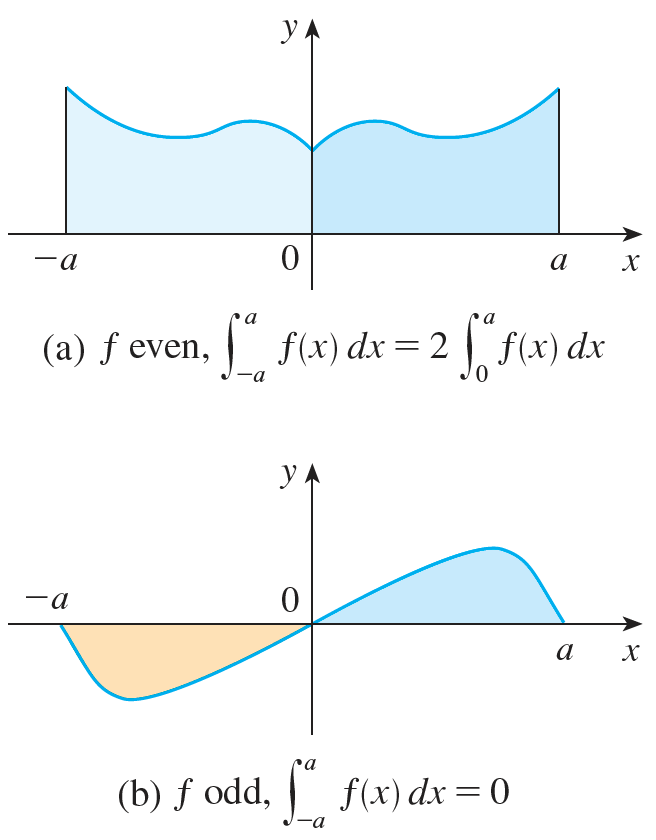 y
−a 0 a x
(a) f even, ∫_{−a}^{a} f(x) dx = 2 ∫_{0}^{a} f(x) dx
y
−a 0
a x
(b) f odd, ∫_{−a}^{a} f(x) dx = 0